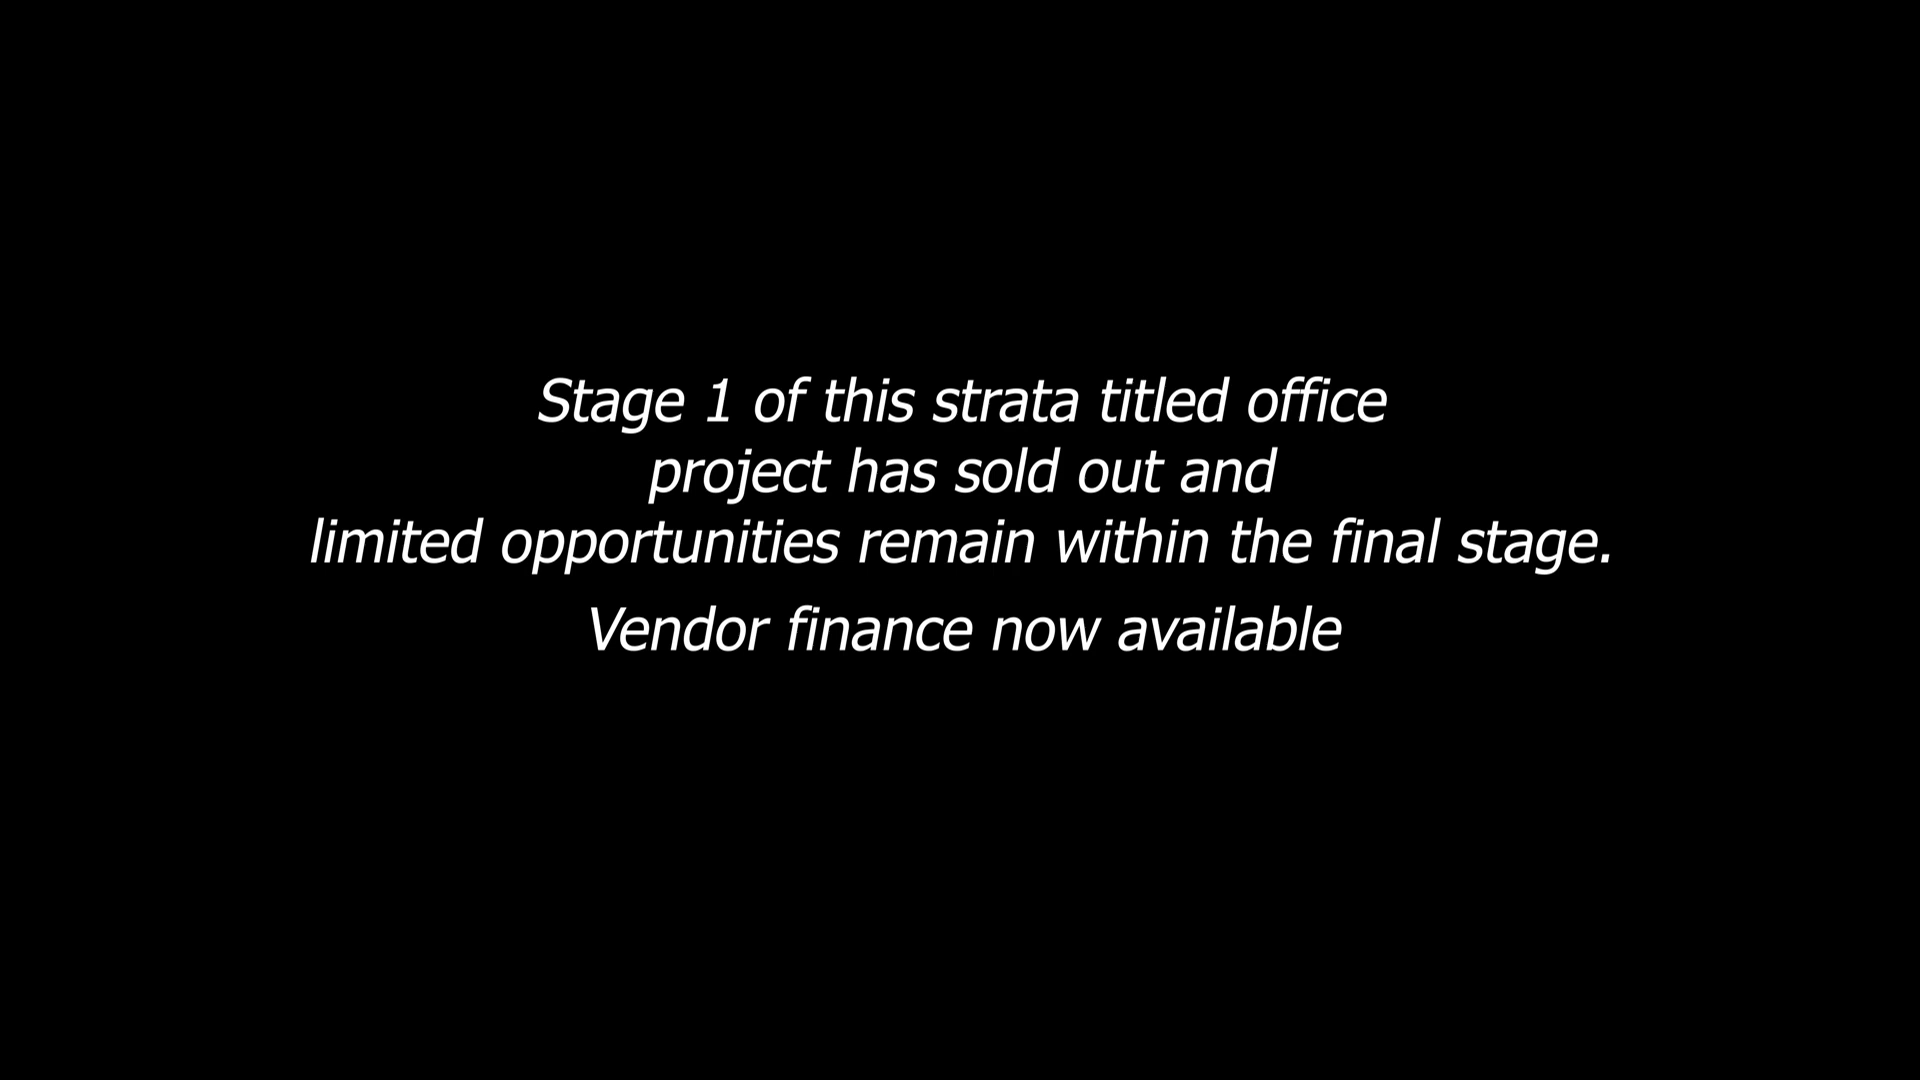 Stage 1 of this strata titled office
project has sold out and
limited opportunities remain within the final stage.
Vendor finance now available